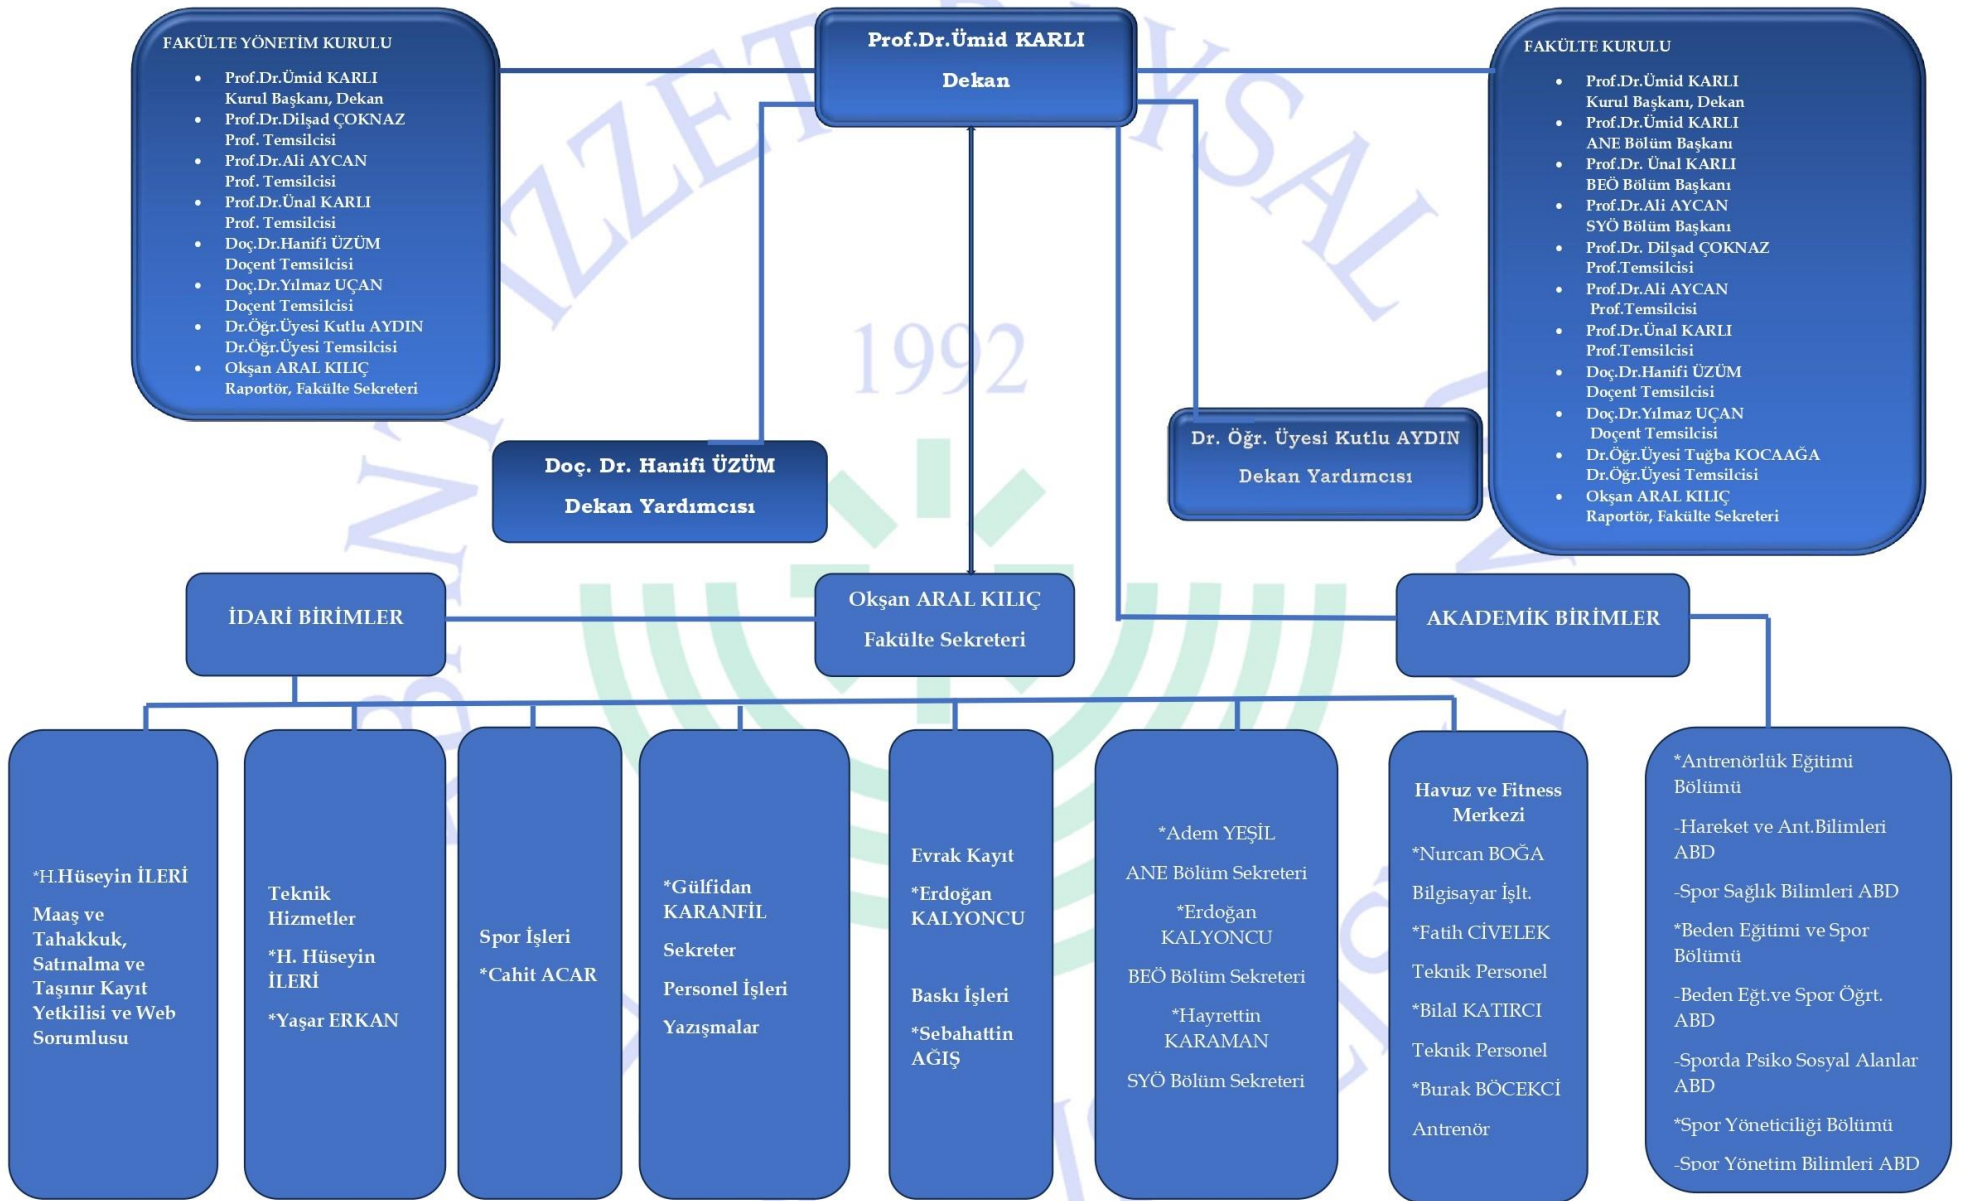 FAKÜLTE YÖNETİM KURULU
• Prof.Dr.Ümid KARLI
Kurul Başkanı, Dekan
• Prof.Dr.Dilşad ÇOKNAZ
Prof. Temsilcisi
• Prof.Dr.Ali AYCAN
Prof. Temsilcisi
• Prof.Dr.Ünal KARLI
Prof. Temsilcisi
• Doç.Dr.Hanifi ÜZÜM
Doçent Temsilcisi
• Doç.Dr.Yılmaz UÇAN
Doçent Temsilcisi
• Dr.Öğr.Üyesi Kutlu AYDIN
Dr.Öğr.Üyesi Temsilcisi
• Okşan ARAL KILIÇ
Raportör, Fakülte Sekreteri
Prof.Dr.Ümid KARLI
Dekan
FAKÜLTE KURULU
• Prof.Dr.Ümid KARLI
Kurul Başkanı, Dekan
• Prof.Dr.Ümid KARLI
ANE Bölüm Başkanı
• Prof.Dr. Ünal KARLI
BEÖ Bölüm Başkanı
• Prof.Dr.Ali AYCAN
SYÖ Bölüm Başkanı
• Prof.Dr. Dilşad ÇOKNAZ
Prof.Temsilcisi
• Prof.Dr.Ali AYCAN
Prof.Temsilcisi
• Prof.Dr.Ünal KARLI
Prof.Temsilcisi
• Doç.Dr.Hanifi ÜZÜM
Doçent Temsilcisi
• Doç.Dr.Yılmaz UÇAN
Doçent Temsilcisi
• Dr.Öğr.Üyesi Tuğba KOCAAĞA
Dr.Öğr.Üyesi Temsilcisi
• Okşan ARAL KILIÇ
Raportör, Fakülte Sekreteri
1992
Doç. Dr. Hanifi ÜZÜM
Dekan Yardımcısı
Dr. Öğr. Üyesi Kutlu AYDIN
Dekan Yardımcısı
İDARİ BİRİMLER
Okşan ARAL KILIÇ
Fakülte Sekreteri
AKADEMİK BİRİMLER
*H.Hüseyin İLERİ
Maaş ve
Tahakkuk,
Satınalma ve
Taşınır Kayıt
Yetkilisi ve Web
Sorumlusu
Teknik
Hizmetler
*H. Hüseyin
İLERİ
*Yaşar ERKAN
Spor İşleri
*Cahit ACAR
*Gülfidan
KARANFİL
Sekreter
Personel İşleri
Yazışmalar
Evrak Kayıt
*Erdoğan
KALYONCU
Baskı İşleri
*Sebahattin
AĞIŞ
*Adem YEŞİL
ANE Bölüm Sekreteri
*Erdoğan
KALYONCU
BEÖ Bölüm Sekreteri
*Hayrettin
KARAMAN
SYÖ Bölüm Sekreteri
Havuz ve Fitness
Merkezi
*Nurcan BOĞA
Bilgisayar İşlt.
*Fatih CİVELEK
Teknik Personel
*Bilal KATIRCI
Teknik Personel
*Burak BÖCEKCİ
Antrenör
*Antrenörlük Eğitimi
Bölümü
-Hareket ve Ant.Bilimleri
ABD
-Spor Sağlık Bilimleri ABD
*Beden Eğitimi ve Spor
Bölümü
-Beden Eğt.ve Spor Öğrt.
ABD
-Sporda Psiko Sosyal Alanlar
ABD
*Spor Yöneticiliği Bölümü
-Spor Yönetim Bilimleri ABD